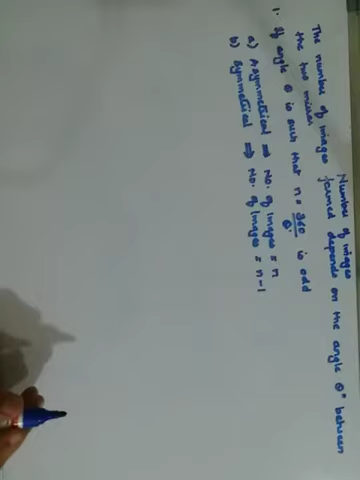 Number of images
The number of images formed depends on the angle θ° between
the two mirrors
1. If angle θ is such that n = 360/θ° is odd
a) Asymmetrical ⇒ No. of Images = n
b) Symmetrical ⇒ No. of Images = n-1